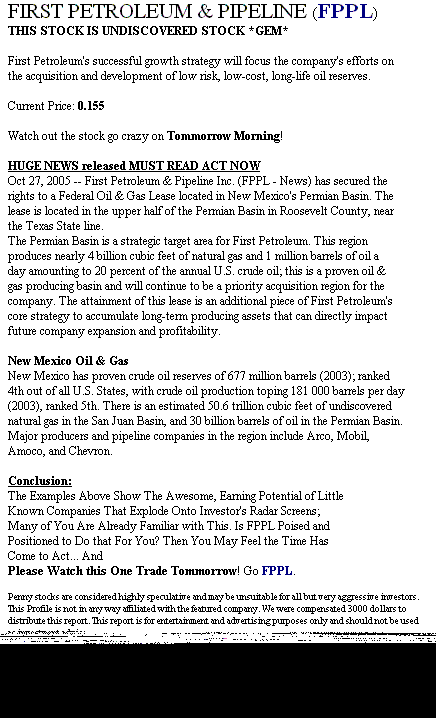 FIRST PETROLEUM & PIPELINE (FPPL)
THIS STOCK IS UNDISCOVERED STOCK *GEM*
First Petroleum's successful growth strategy will focus the company's efforts on
the acquisition and development of low risk, low-cost, long-life oil reserves.
Current Price: 0.155
Watch out the stock go crazy on Tommorrow Morning!
HUGE NEWS released MUST READ ACT NOW
Oct 27, 2005 -- First Petroleum & Pipeline Inc. (FPPL - News) has secured the
rights to a Federal Oil & Gas Lease located in New Mexico's Permian Basin. The
lease is located in the upper half of the Permian Basin in Roosevelt County, near
the Texas State line.
The Permian Basin is a strategic target area for First Petroleum. This region
produces nearly 4 billion cubic feet of natural gas and 1 million barrels of oil a
day amounting to 20 percent of the annual U.S. crude oil; this is a proven oil &
gas producing basin and will continue to be a priority acquisition region for the
company. The attainment of this lease is an additional piece of First Petroleum's
core strategy to accumulate long-term producing assets that can directly impact
future company expansion and profitability.
New Mexico Oil & Gas
New Mexico has proven crude oil reserves of 677 million barrels (2003); ranked
4th out of all U.S. States, with crude oil production toping 181 000 barrels per day
(2003), ranked 5th. There is an estimated 50.6 trillion cubic feet of undiscovered
natural gas in the San Juan Basin, and 30 billion barrels of oil in the Permian Basin.
Major producers and pipeline companies in the region include Arco, Mobil,
Amoco, and Chevron.
Conclusion:
The Examples Above Show The Awesome, Earning Potential of Little
Known Companies That Explode Onto Investor's Radar Screens;
Many of You Are Already Familiar with This. Is FPPL Poised and
Positioned to Do that For You? Then You May Feel the Time Has
Come to Act... And
Please Watch this One Trade Tommorrow! Go FPPL.
Penny stocks are considered highly speculative and may be unsuitable for all but very aggressive investors.
This Profile is not in any way affiliated with the featured company. We were compensated 3000 dollars to
distribute this report. This report is for entertainment and advertising purposes only and should not be used